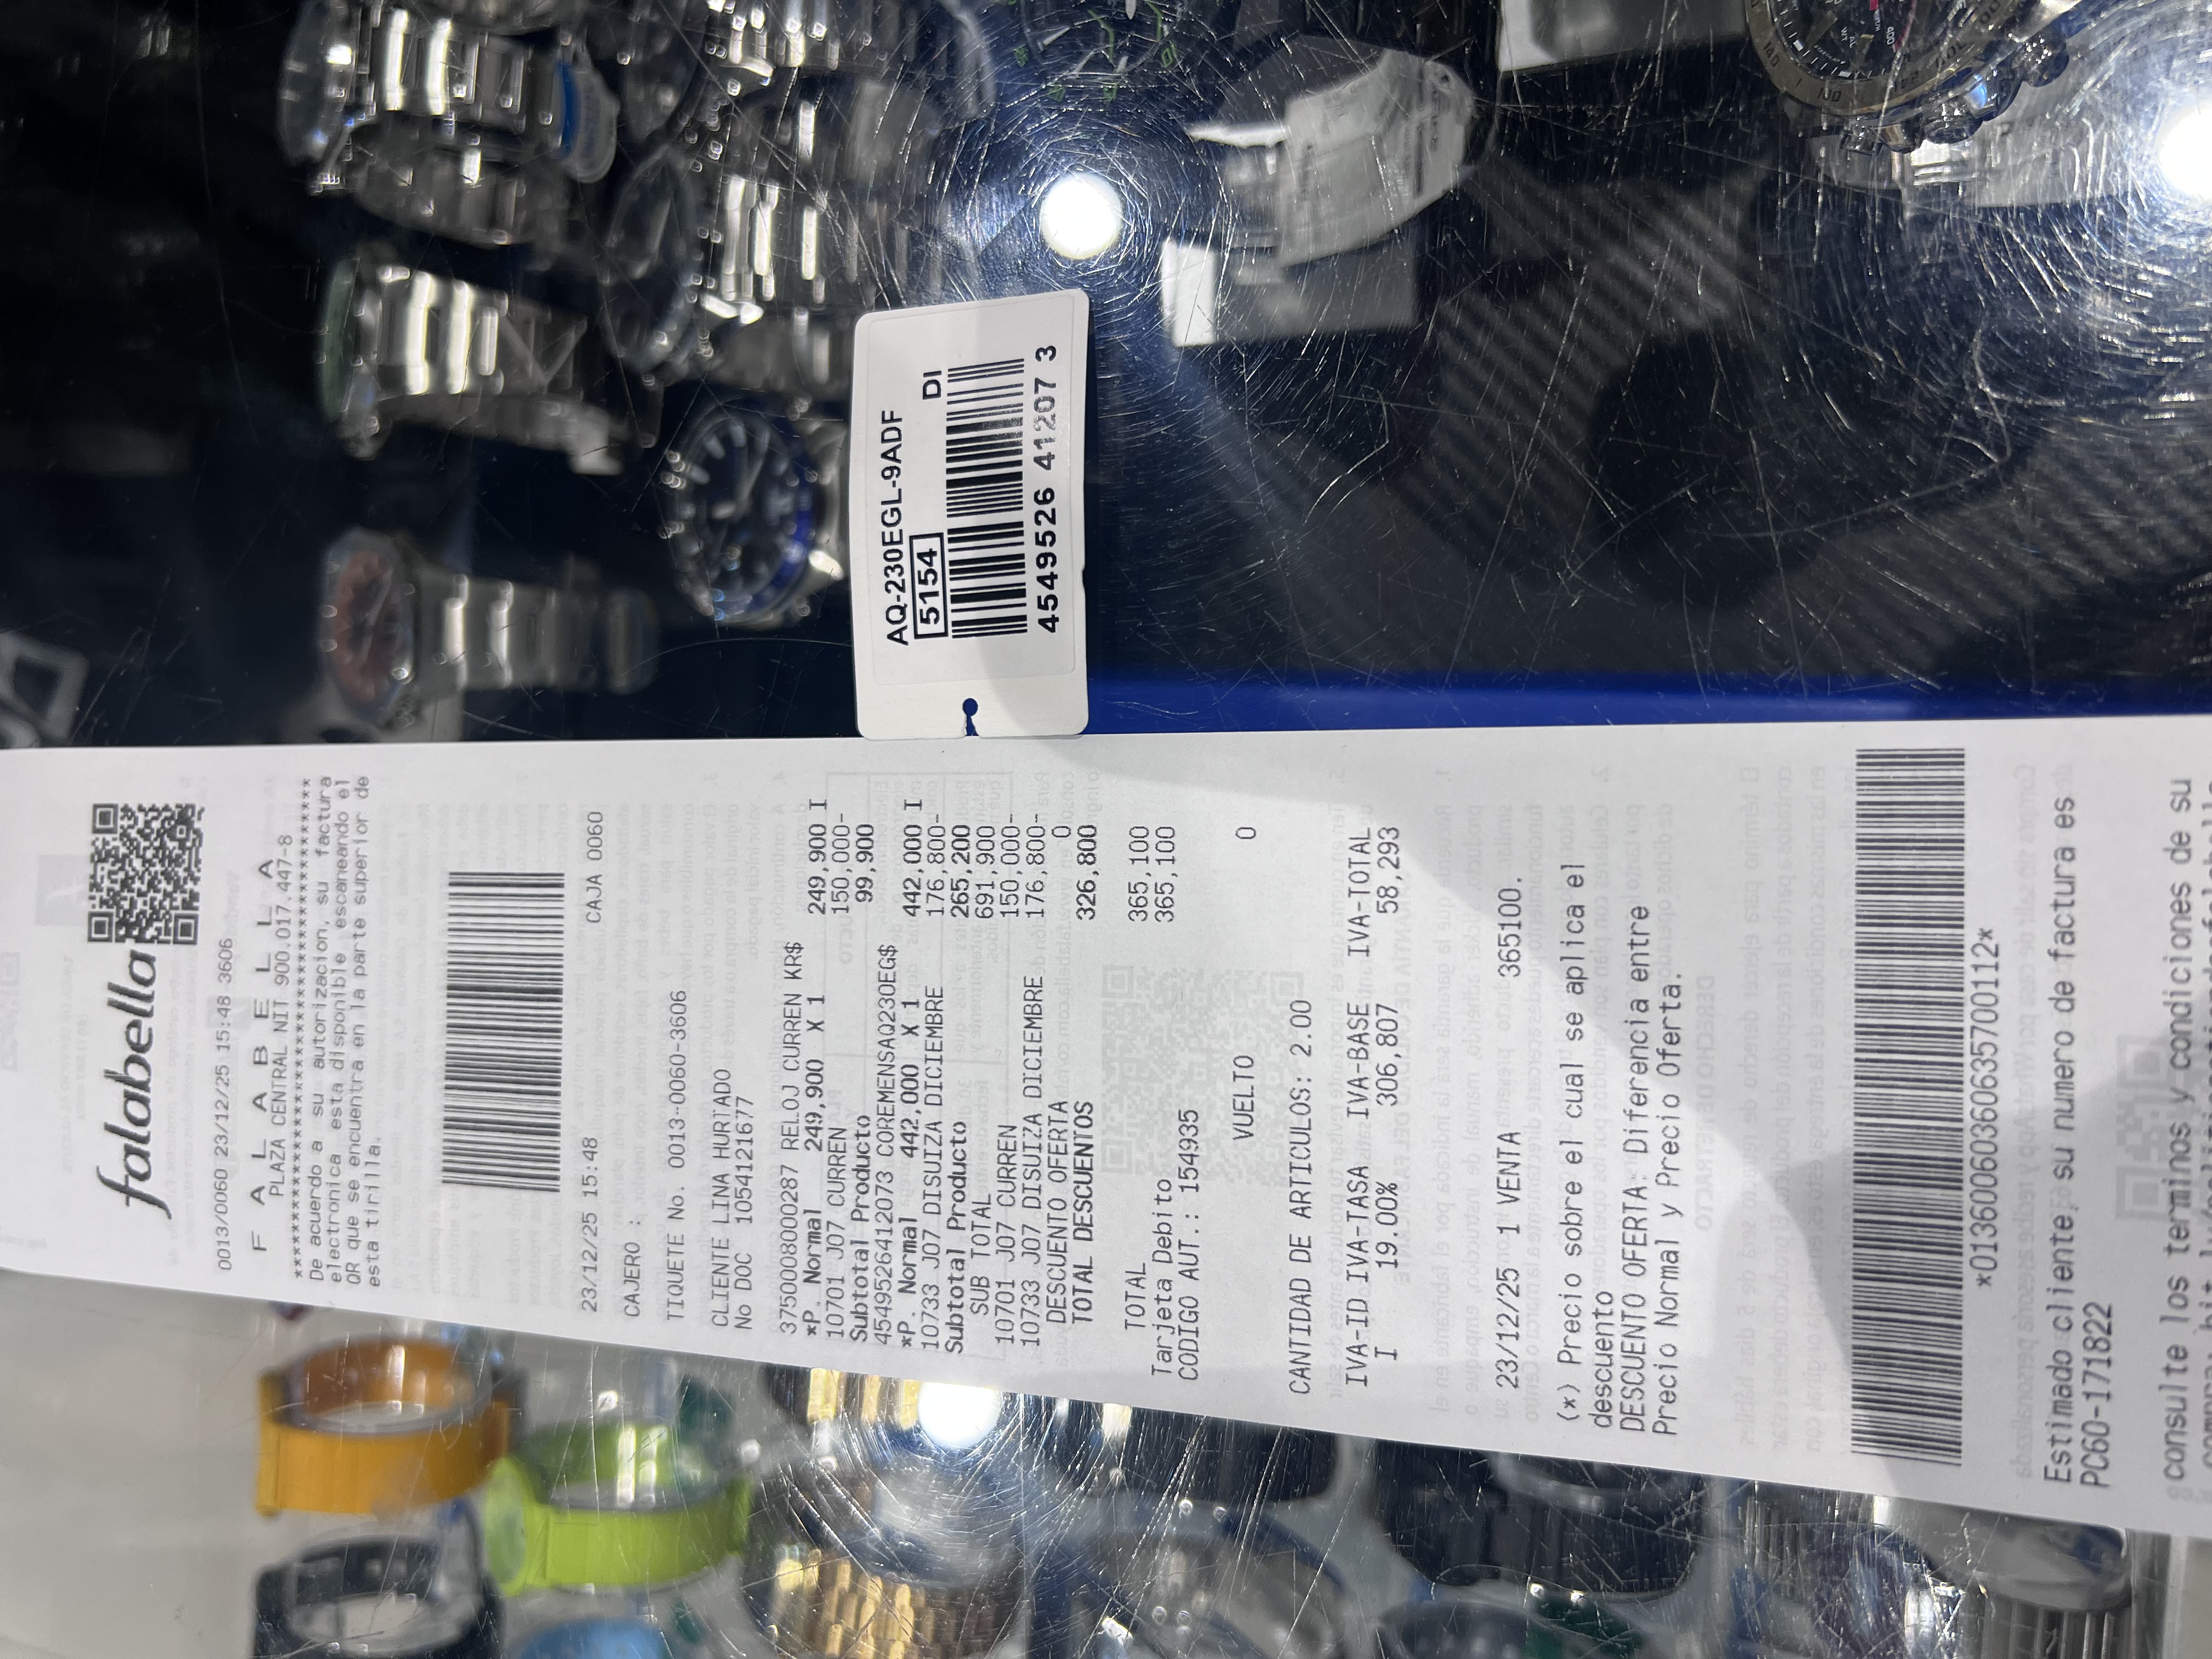 falabella
0013/0060 23/12/25 15:48 3606
F A L A B E L L A
PLAZA CENTRAL NIT 900.017.447-8
****************************************
De acuerdo a su autorizacion, su factura
electronica esta disponible escaneando el
QR que se encuentra en la parte superior de
esta tirilla.
23/12/25 15:48 CAJA 0060
CAJERO :
TIQUETE No. 0013-0060-3606
CLIENTE LINA HURTADO
No DOC 1054121677
3750008000287 RELOJ CURREN KR$
*P. Normal 249,900 X 1 249,900 I
10701 J07 CURREN 150,000-
Subtotal Producto 99,900
4549526412073 COREMENSAQ230EG$
*P. Normal 442,000 X 1 442,000 I
10733 J07 DISUIZA DICIEMBRE 176,800-
Subtotal Producto 265,200
SUB TOTAL 691,900
10701 J07 CURREN 150,000-
10733 J07 DISUIZA DICIEMBRE 176,800-
DESCUENTO OFERTA 0
TOTAL DESCUENTOS 326,800
TOTAL 365,100
Tarjeta Debito 365,100
CODIGO AUT.: 154935
VUELTO 0
CANTIDAD DE ARTICULOS: 2.00
IVA-ID IVA-TASA IVA-BASE IVA-TOTAL
I 19.00% 306,807 58,293
23/12/25 1 VENTA 365100.
(*) Precio sobre el cual se aplica el
descuento
DESCUENTO OFERTA: Diferencia entre
Precio Normal y Precio Oferta.
*01360060360635700112*
Estimado cliente, su numero de factura es
PC60-171822
consulte los terminos y condiciones de su
AQ-230EGL-9ADF
5154 DI
4549526 41207 3